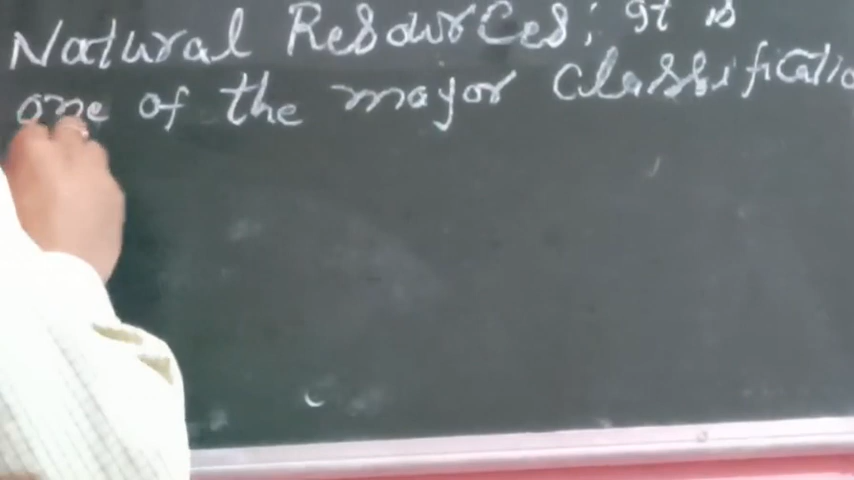 Natural Resources; It is
one of the major Classificatio